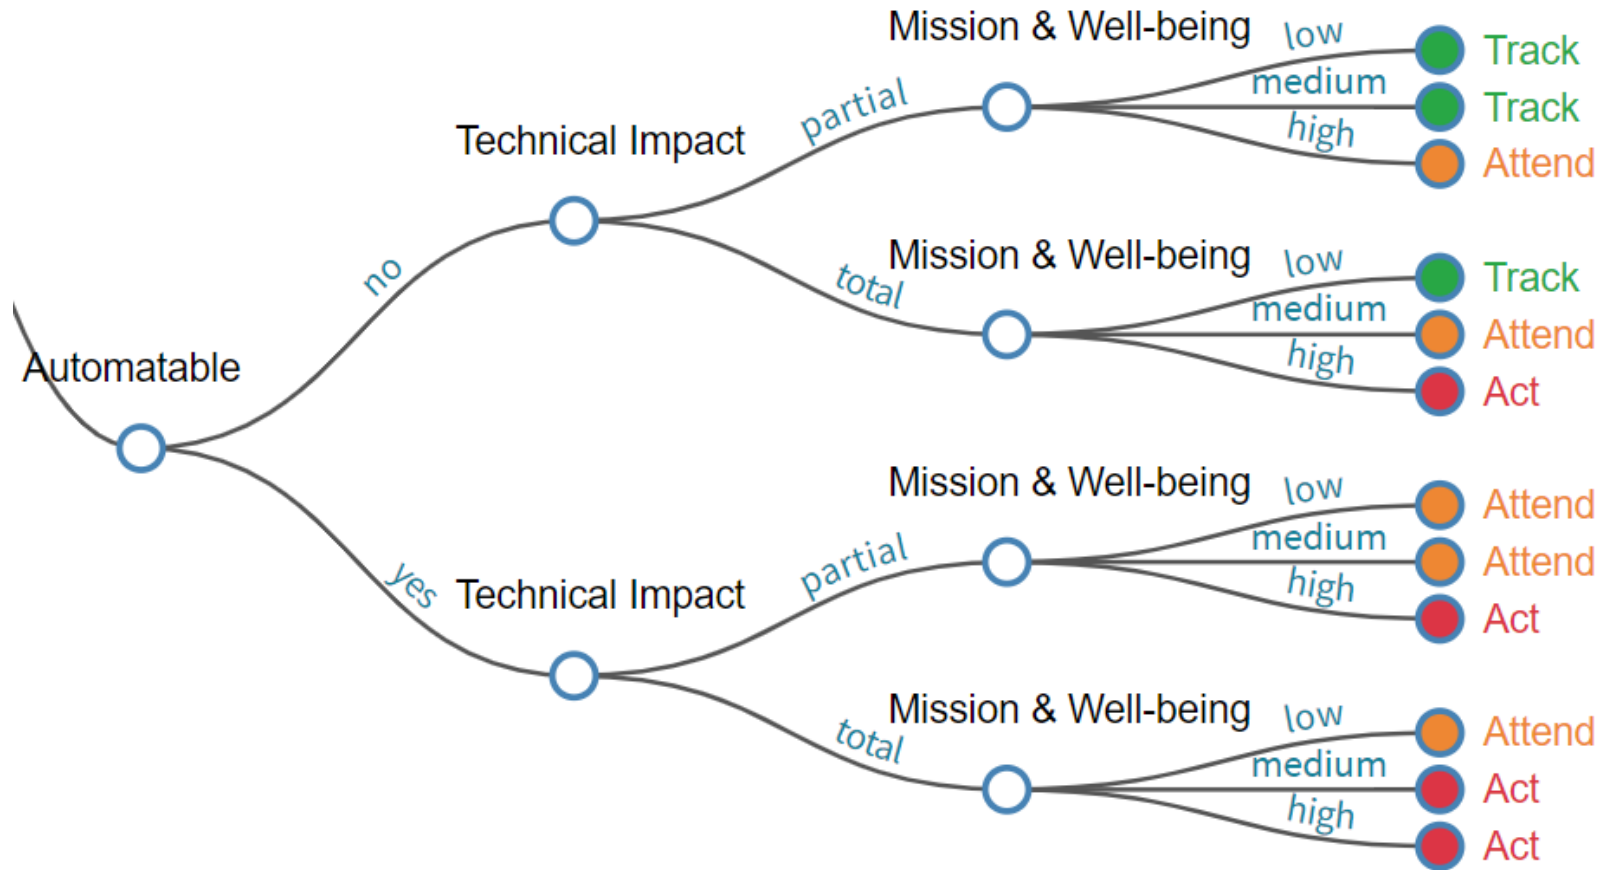 Mission & Well-being
low
Track
medium
Track
partial
high
Attend
Technical Impact
Mission & Well-being
low
Track
no
total
medium
Attend
high
Act
Automatable
Mission & Well-being
low
Attend
medium
Attend
partial
high
Act
yes
Technical Impact
Mission & Well-being
low
Attend
total
medium
Act
high
Act